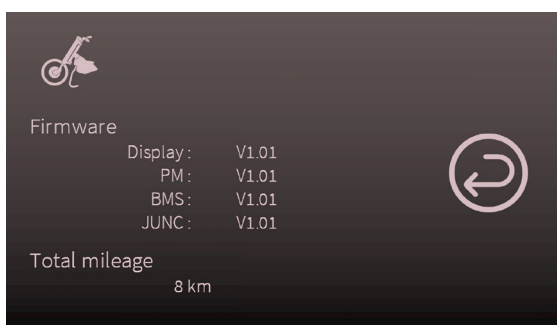 Firmware
Display : V1.01
PM : V1.01
BMS : V1.01
JUNC : V1.01
Total mileage
8 km